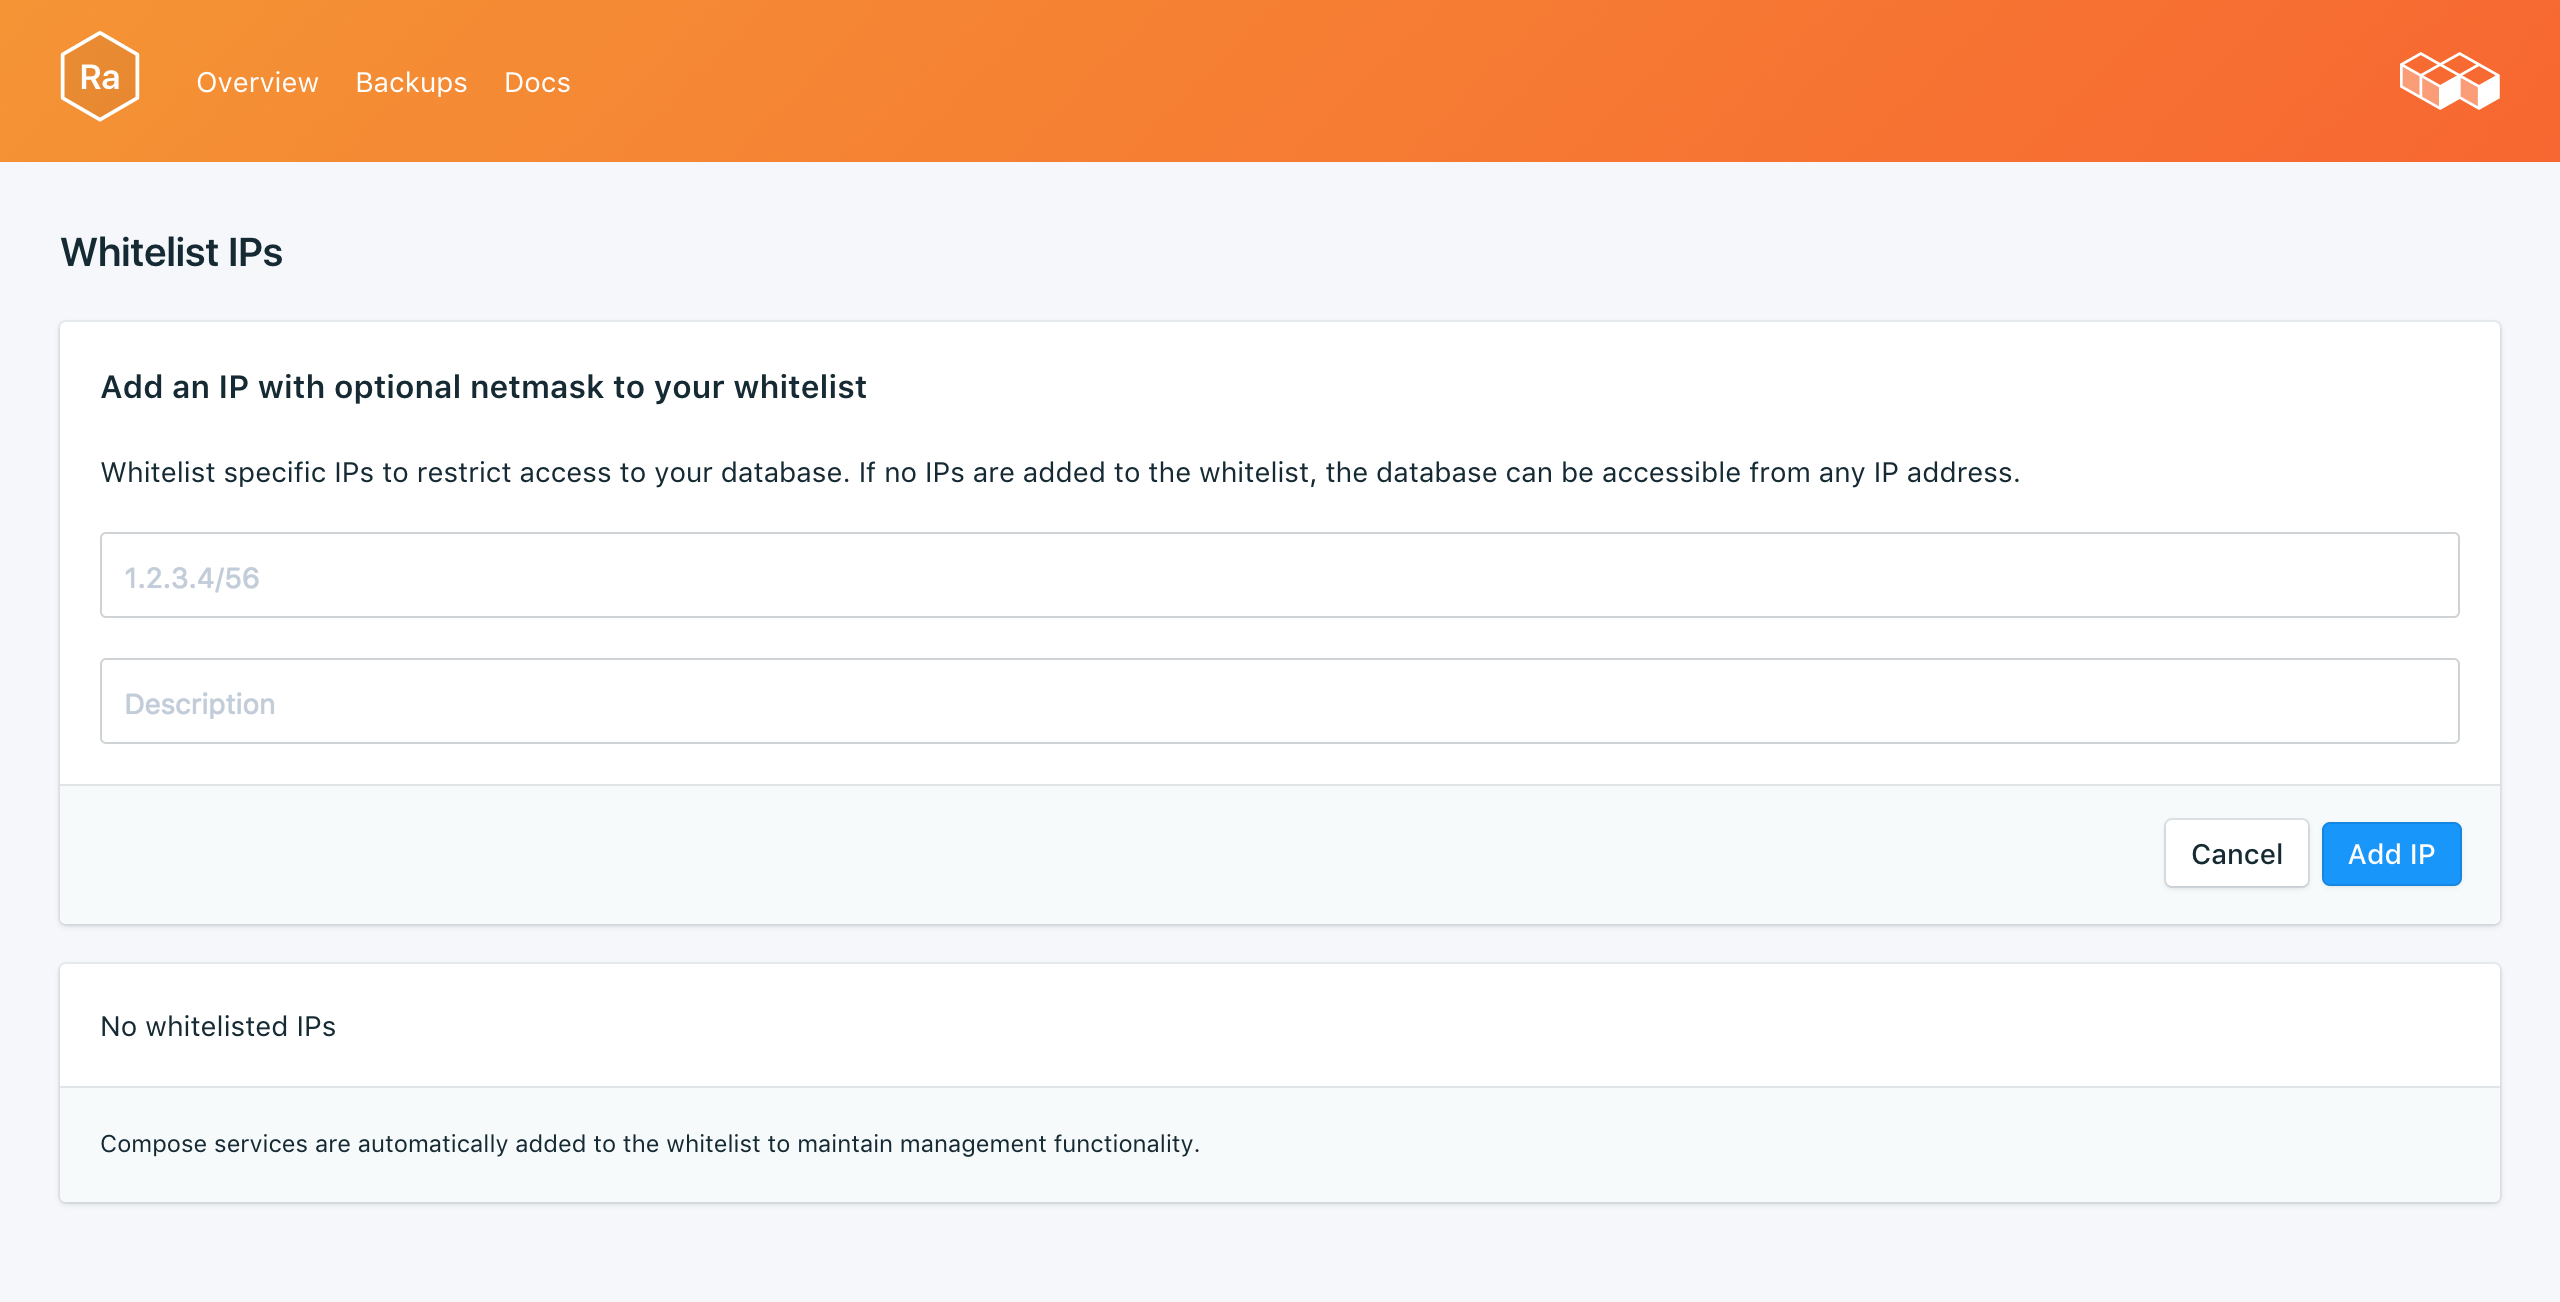 Ra
Overview Backups Docs
Whitelist IPs
Add an IP with optional netmask to your whitelist
Whitelist specific IPs to restrict access to your database. If no IPs are added to the whitelist, the database can be accessible from any IP address.
1.2.3.4/56
Description
Cancel Add IP
No whitelisted IPs
Compose services are automatically added to the whitelist to maintain management functionality.